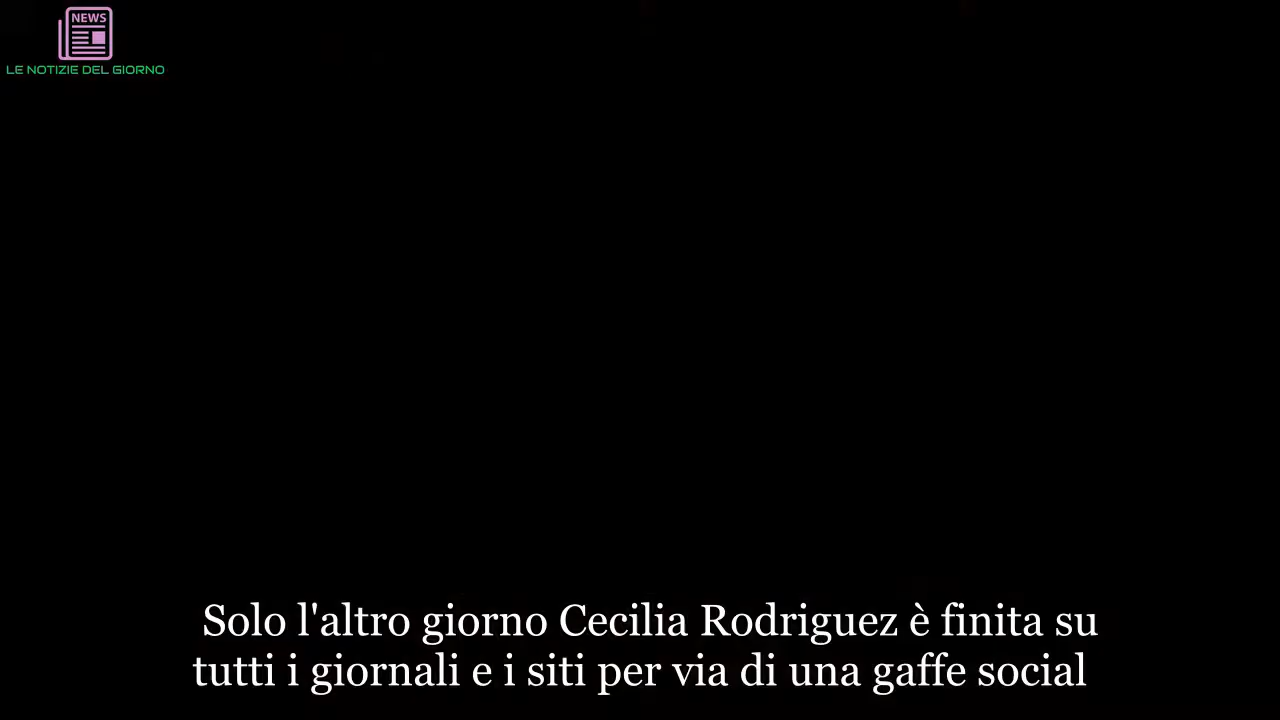 NEWS
LE NOTIZIE DEL GIORNO
Solo l'altro giorno Cecilia Rodriguez è finita su
tutti i giornali e i siti per via di una gaffe social